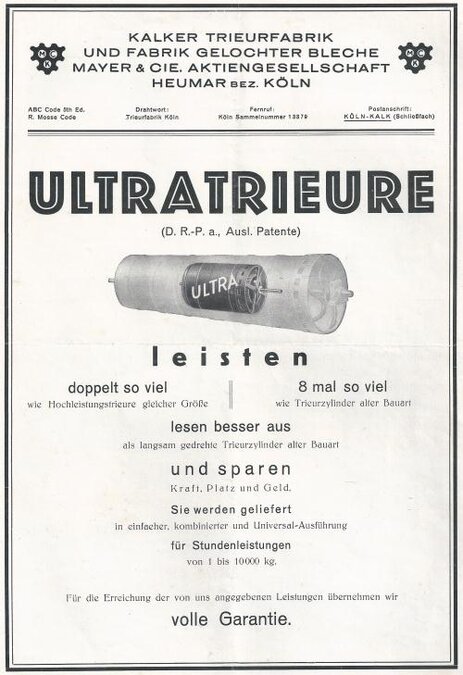 KALKER TRIEURFABRIK
UND FABRIK GELOCHTER BLECHE
MAYER & CIE. AKTIENGESELLSCHAFT
HEUMAR BEZ. KÖLN
MCK
MCK
ABC Code 5th Ed.
R. Mosse Code
Drahtwort:
Trieurfabrik Köln
Fernruf:
Köln Sammelnummer 13379
Postanschrift:
KÖLN-KALK (Schließfach)
ULTRATRIEURE
(D. R.-P. a., Ausl. Patente)
ULTRA
leisten
doppelt so viel
wie Hochleistungstrieure gleicher Größe
8 mal so viel
wie Trieurzylinder alter Bauart
lesen besser aus
als langsam gedrehte Trieurzylinder alter Bauart
und sparen
Kraft, Platz und Geld.
Sie werden geliefert
in einfacher, kombinierter und Universal-Ausführung
für Stundenleistungen
von 1 bis 10000 kg.
Für die Erreichung der von uns angegebenen Leistungen übernehmen wir
volle Garantie.